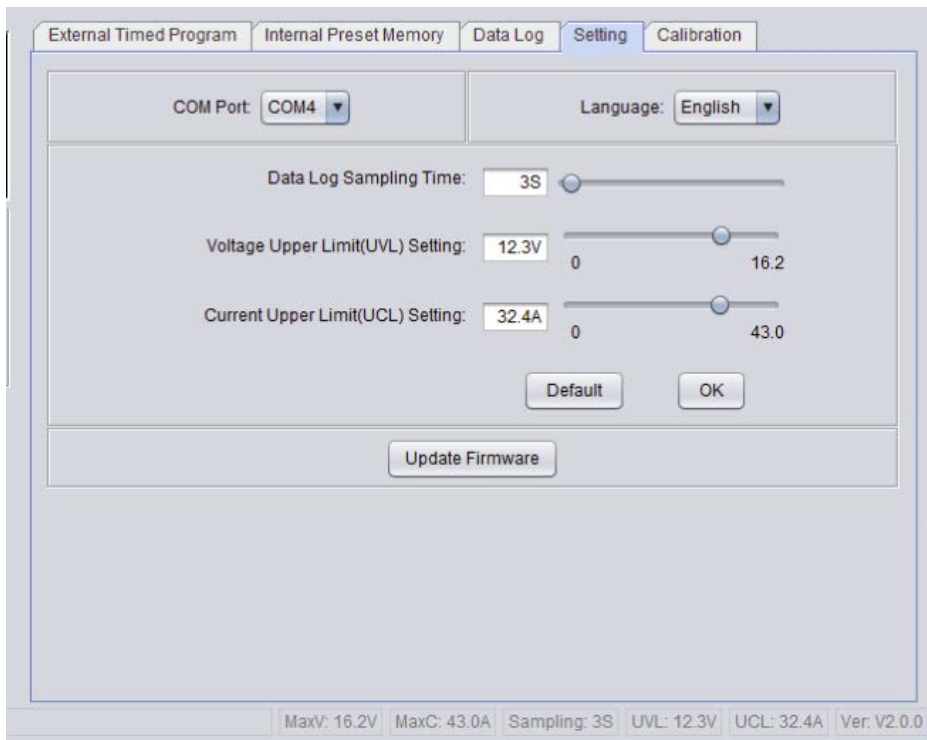 External Timed Program Internal Preset Memory Data Log Setting Calibration
COM Port: COM4 Language: English
Data Log Sampling Time: 3S
Voltage Upper Limit(UVL) Setting: 12.3V
0 16.2
Current Upper Limit(UCL) Setting: 32.4A
0 43.0
Default OK
Update Firmware
MaxV: 16.2V MaxC: 43.0A Sampling: 3S UVL: 12.3V UCL: 32.4A Ver: V2.0.0